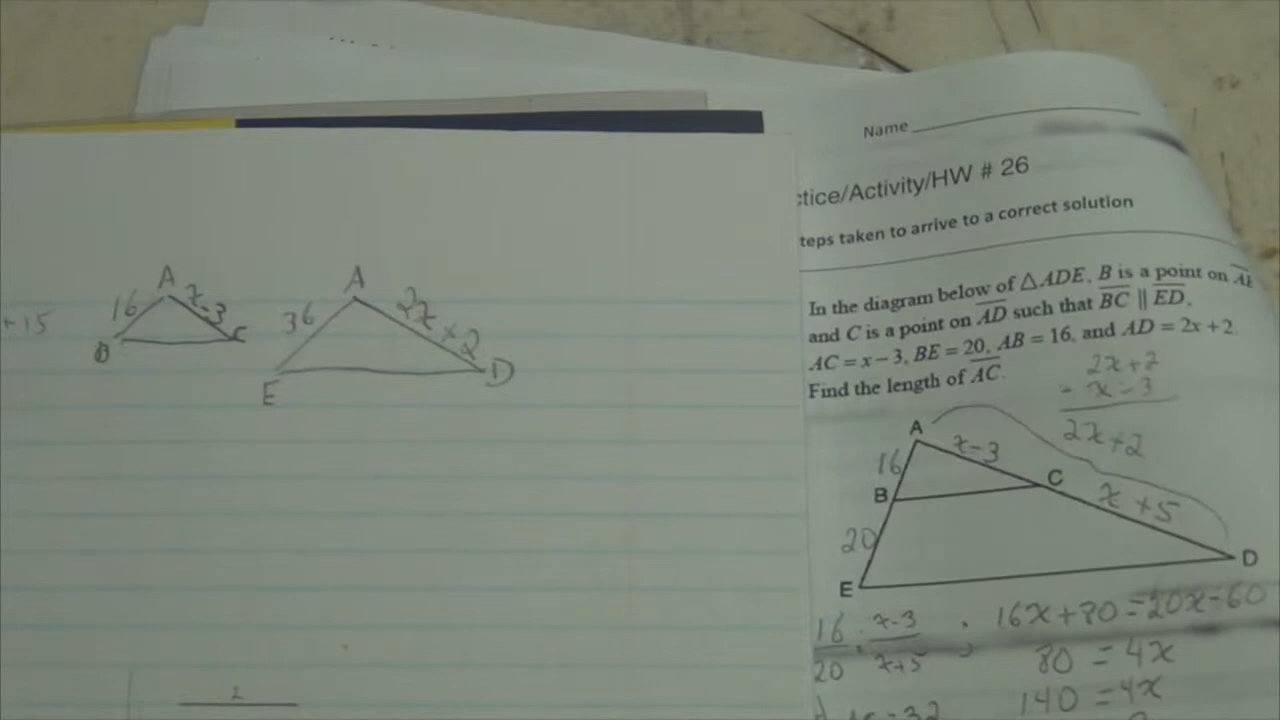 Name
ctice/Activity/HW # 26
teps taken to arrive to a correct solution
In the diagram below of △ADE, B is a point on AE
and C is a point on AD such that BC || ED,
AC = x – 3, BE = 20, AB = 16, and AD = 2x + 2.
Find the length of AC.
2x+2
- x-3
2x+2
A
16
x-3
B
C
x+5
20
E
D
16/20 : x-3/x+5 ; 16x+80=20x-60
80 = 4x
140 = 4x
AC = 32
+15
A
16
x-3
B
C
A
36
2x+2
E
D